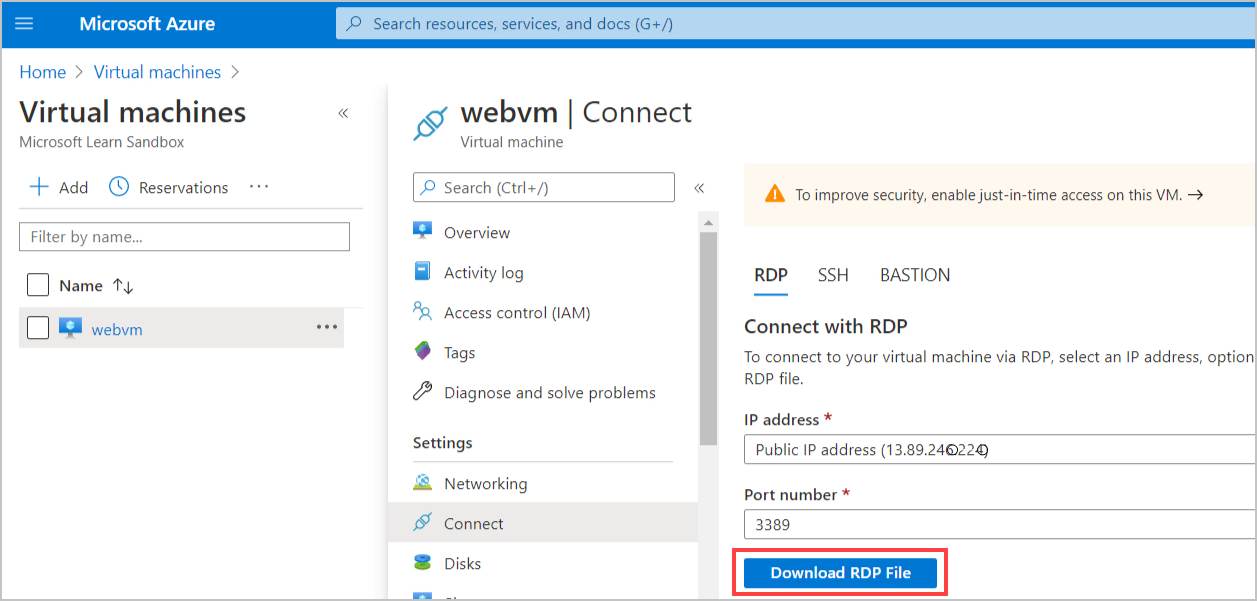 Microsoft Azure
Search resources, services, and docs (G+/)
Home > Virtual machines >
Virtual machines «
Microsoft Learn Sandbox
+ Add Reservations ...
Filter by name...
Name ↑↓
webvm ...
webvm | Connect
Virtual machine
Search (Ctrl+/) «
Overview
Activity log
Access control (IAM)
Tags
Diagnose and solve problems
Settings
Networking
Connect
Disks
To improve security, enable just-in-time access on this VM. →
RDP SSH BASTION
Connect with RDP
To connect to your virtual machine via RDP, select an IP address, option
RDP file.
IP address *
Public IP address (13.89.246.224)
Port number *
3389
Download RDP File